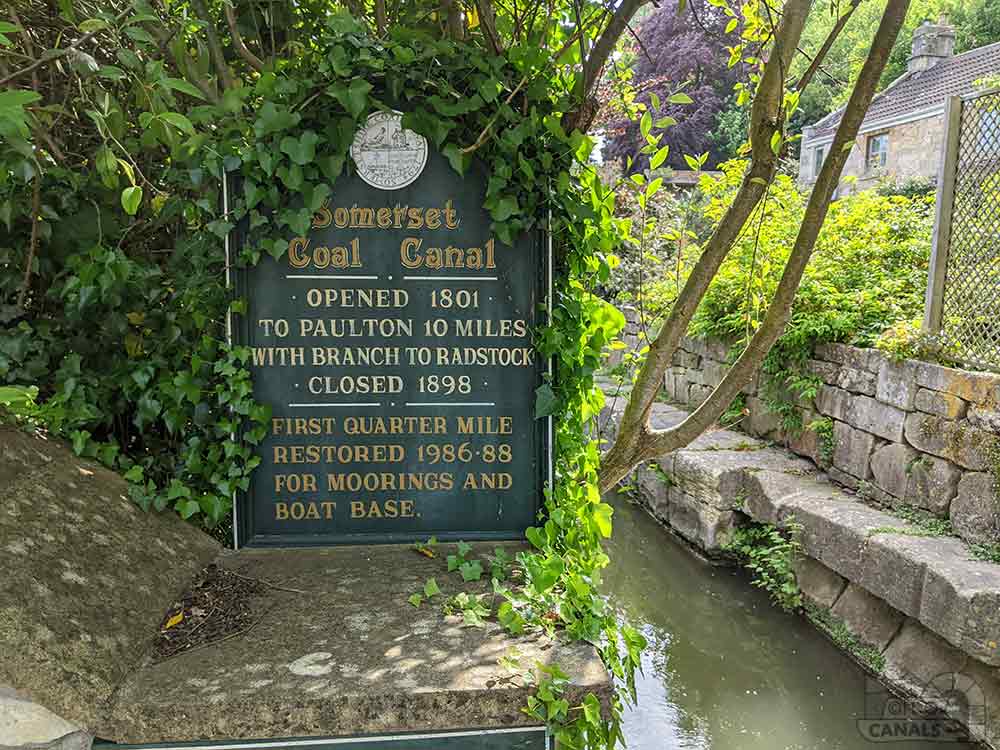 Somerset
Coal Canal
· OPENED 1801 ·
TO PAULTON 10 MILES
WITH BRANCH TO RADSTOCK
· CLOSED 1898 ·
FIRST QUARTER MILE
RESTORED 1986·88
FOR MOORINGS AND
BOAT BASE.
CANALS